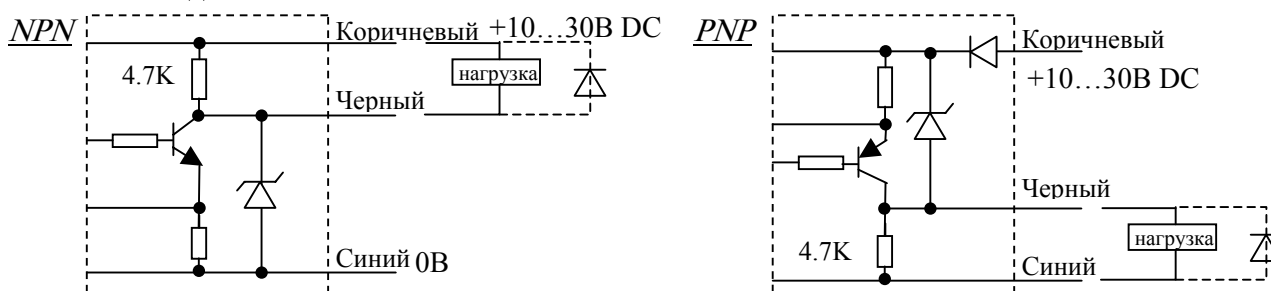 NPN
Коричневый +10…30В DC
4.7K
нагрузка
Черный
Синий 0В
PNP
Коричневый
+10…30В DC
Черный
4.7K
нагрузка
Синий